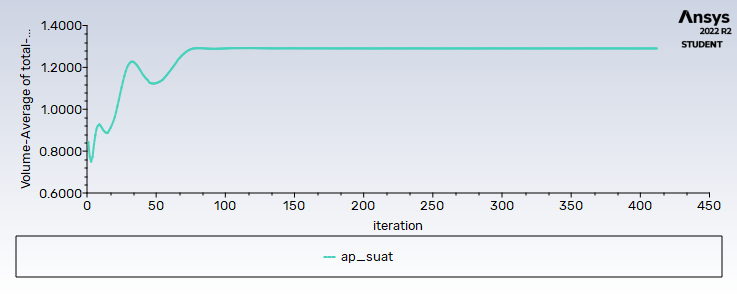 Ansys
2022 R2
STUDENT
Volume-Average of total-...
1.4000
1.2000
1.0000
0.8000
0.6000
0 50 100 150 200 250 300 350 400 450
iteration
ap_suat